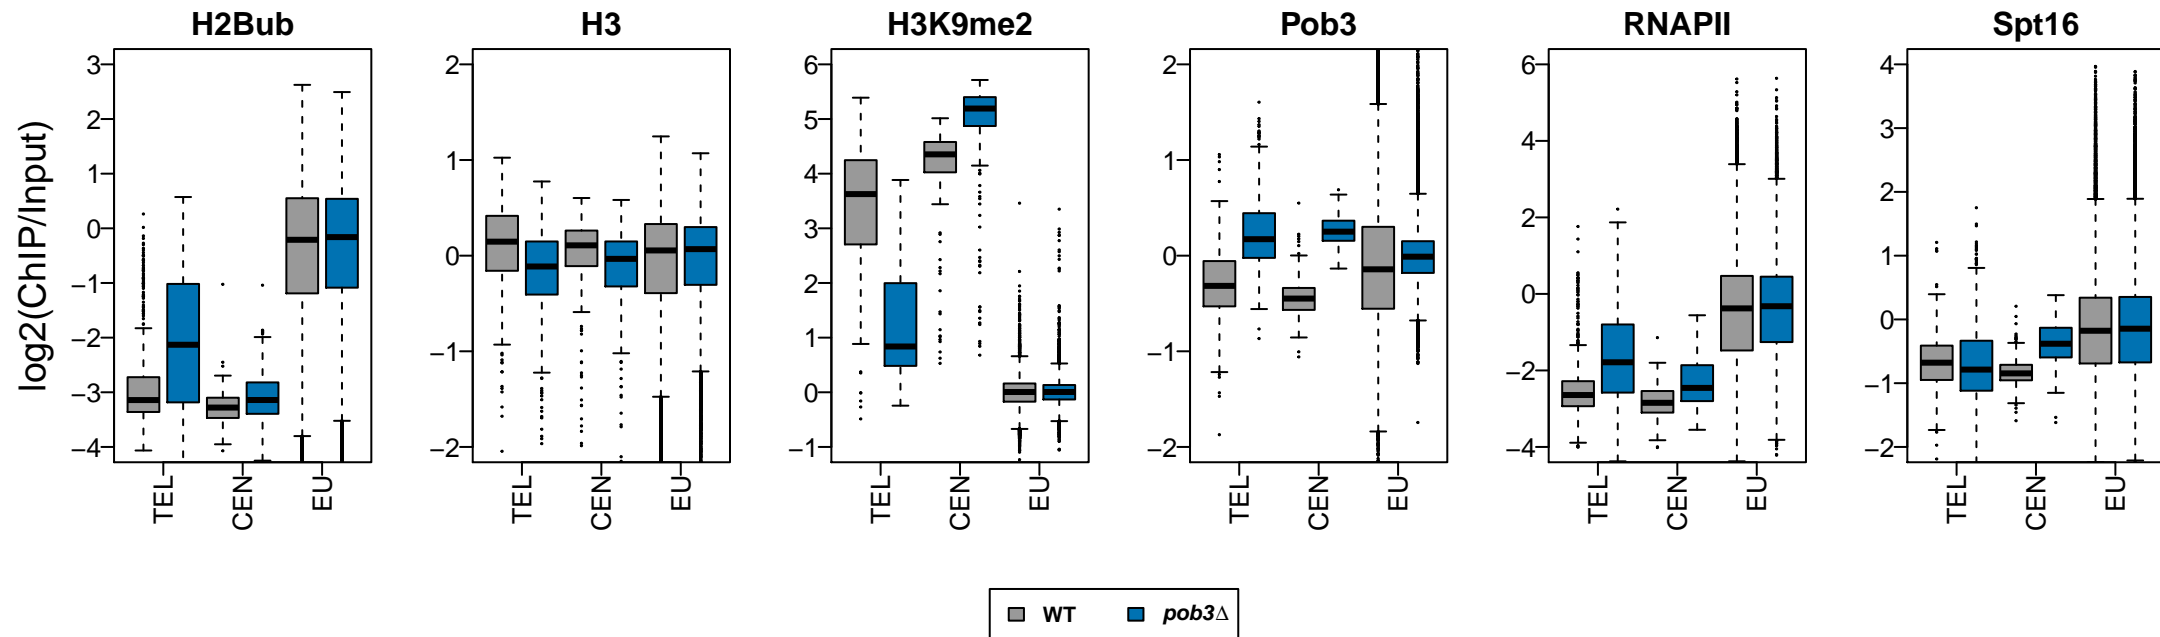 H2Bub H3 H3K9me2 Pob3 RNAPII Spt16
log2(ChIP/Input)
3 2 1 0 −1 −2 −3 −4
TEL CEN EU
2 1 0 −1 −2
TEL CEN EU
6 5 4 3 2 1 0 −1
TEL CEN EU
2 1 0 −1 −2
TEL CEN EU
6 4 2 0 −2 −4
TEL CEN EU
4 3 2 1 0 −1 −2
TEL CEN EU
WT pob3Δ